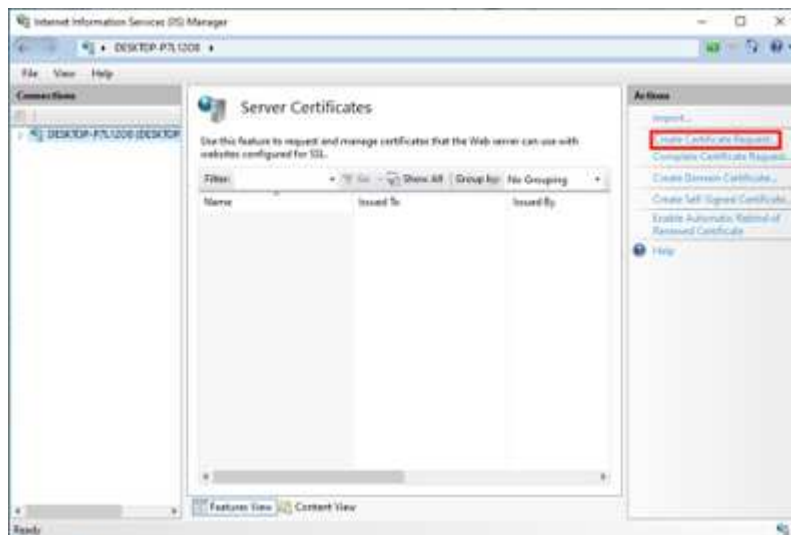 Internet Information Services (IIS) Manager
DESKTOP-P7L12O8
File View Help
Connections
DESKTOP-P7L12O8 (DESKTOP
Server Certificates
Use this feature to request and manage certificates that the Web server can use with
websites configured for SSL.
Filter: Go Show All Group by: No Grouping
Name Issued To Issued By
Features View Content View
Actions
Import...
Create Certificate Request...
Complete Certificate Request...
Create Domain Certificate...
Create Self-Signed Certificate...
Enable Automatic Rebind of
Renewed Certificate
Help
Ready